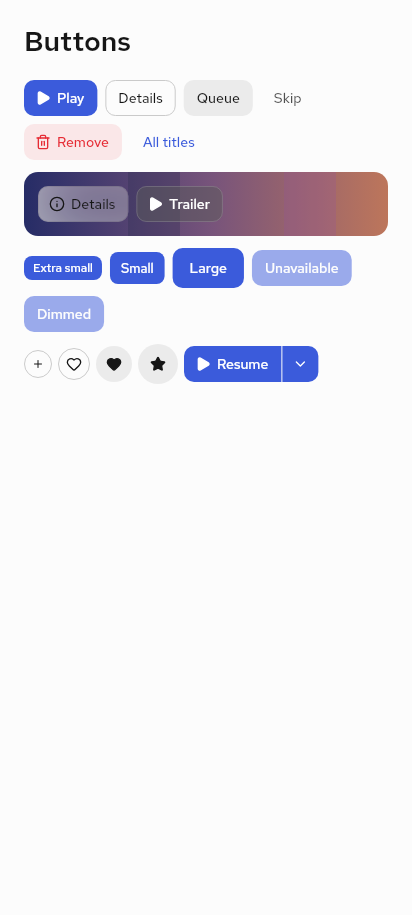 Buttons
Play Details Queue Skip
Remove All titles
Details Trailer
Extra small Small Large Unavailable
Dimmed
Resume